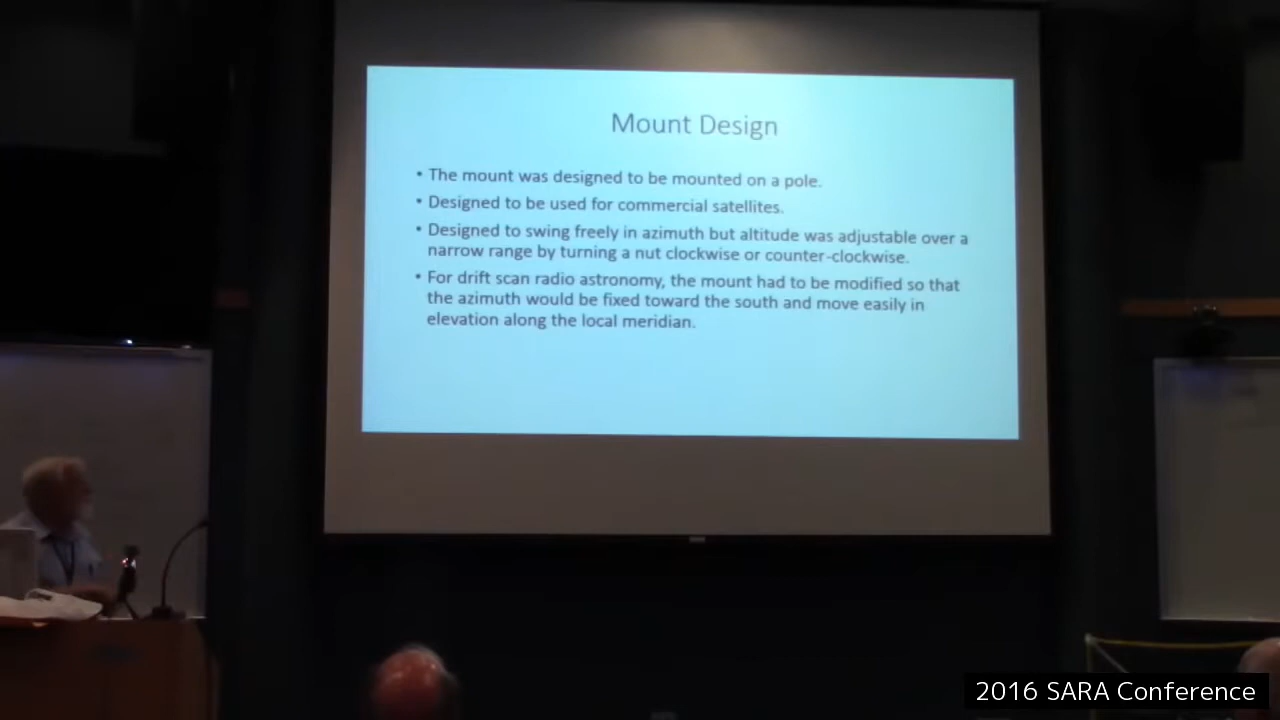 Mount Design
• The mount was designed to be mounted on a pole.
• Designed to be used for commercial satellites.
• Designed to swing freely in azimuth but altitude was adjustable over a
narrow range by turning a nut clockwise or counter-clockwise.
• For drift scan radio astronomy, the mount had to be modified so that
the azimuth would be fixed toward the south and move easily in
elevation along the local meridian.
2016 SARA Conference